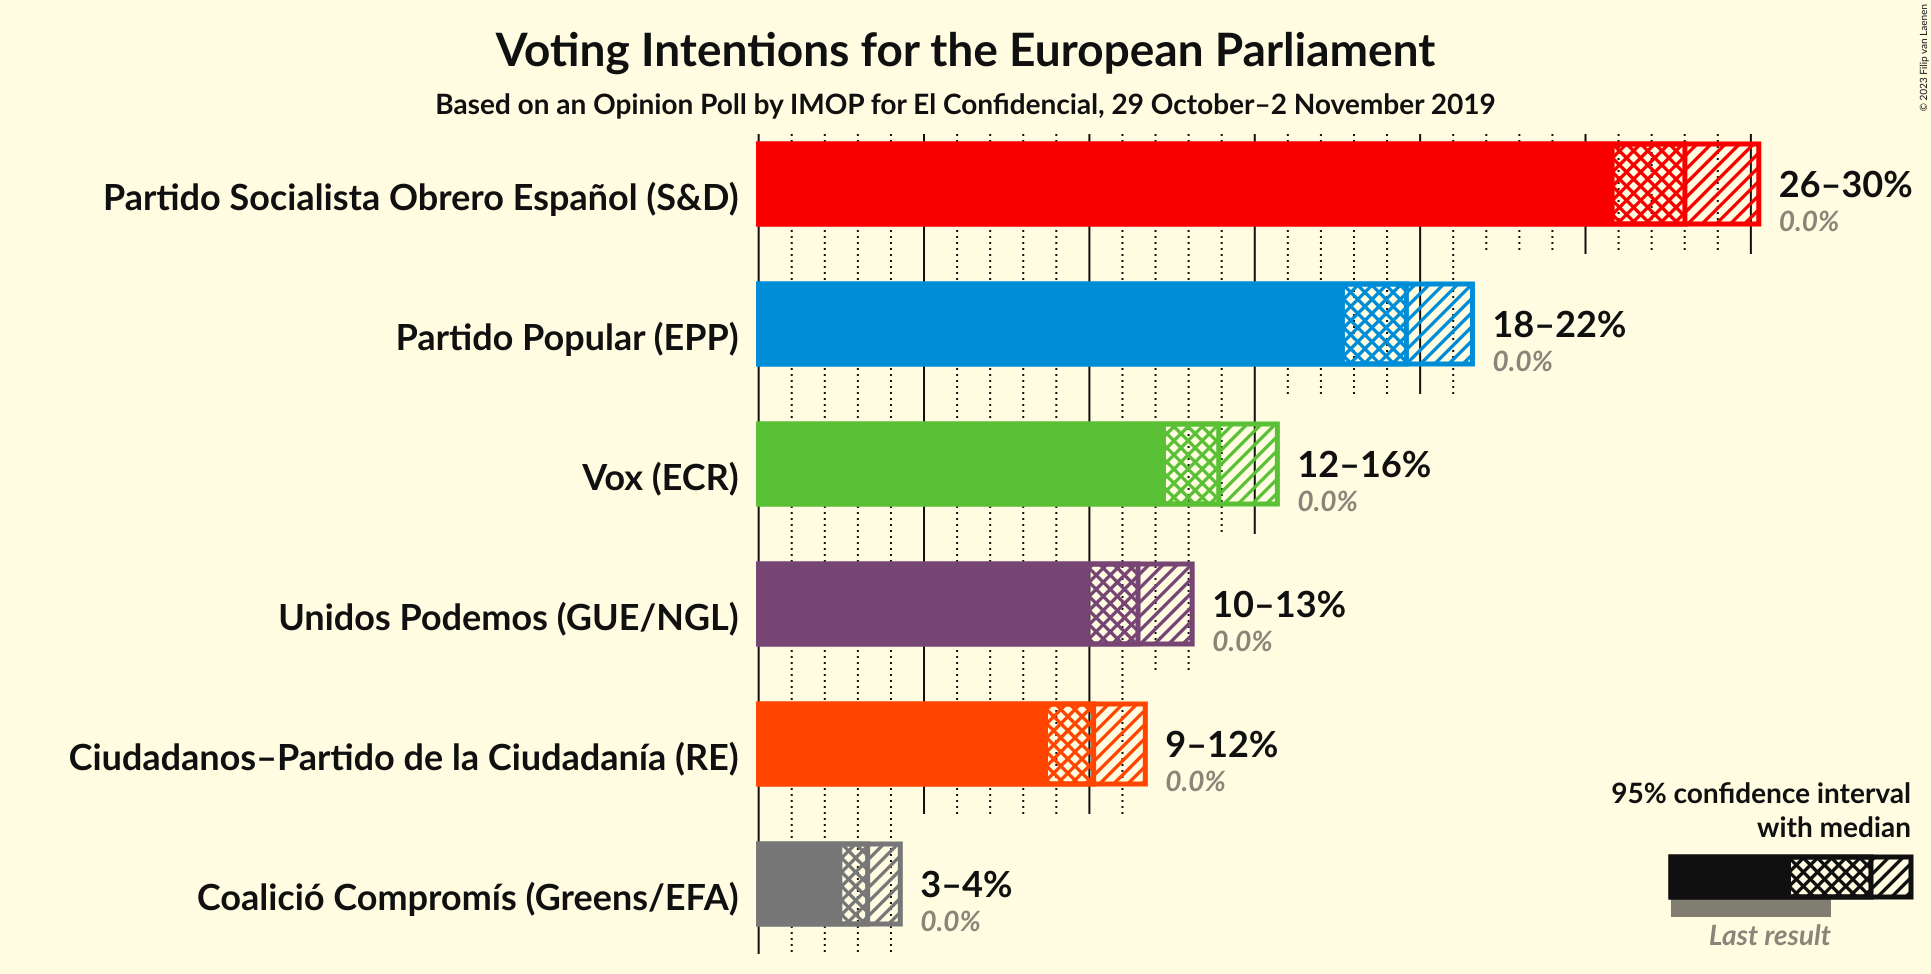 Voting Intentions for the European Parliament
Based on an Opinion Poll by IMOP for El Confidencial, 29 October–2 November 2019
© 2023 Filip van Laenen
Partido Socialista Obrero Español (S&D)
26–30%
0.0%
Partido Popular (EPP)
18–22%
0.0%
Vox (ECR)
12–16%
0.0%
Unidos Podemos (GUE/NGL)
10–13%
0.0%
Ciudadanos–Partido de la Ciudadanía (RE)
9–12%
0.0%
Coalició Compromís (Greens/EFA)
3–4%
0.0%
95% confidence interval
with median
Last result